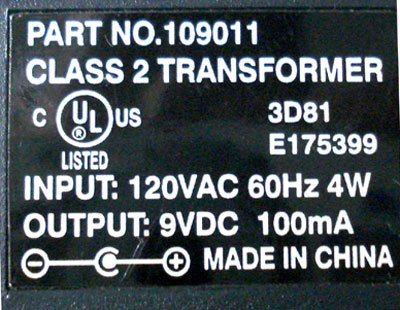 PART NO.109011
CLASS 2 TRANSFORMER
C UL US 3D81
® E175399
LISTED
INPUT: 120VAC 60Hz 4W
OUTPUT: 9VDC 100mA
MADE IN CHINA